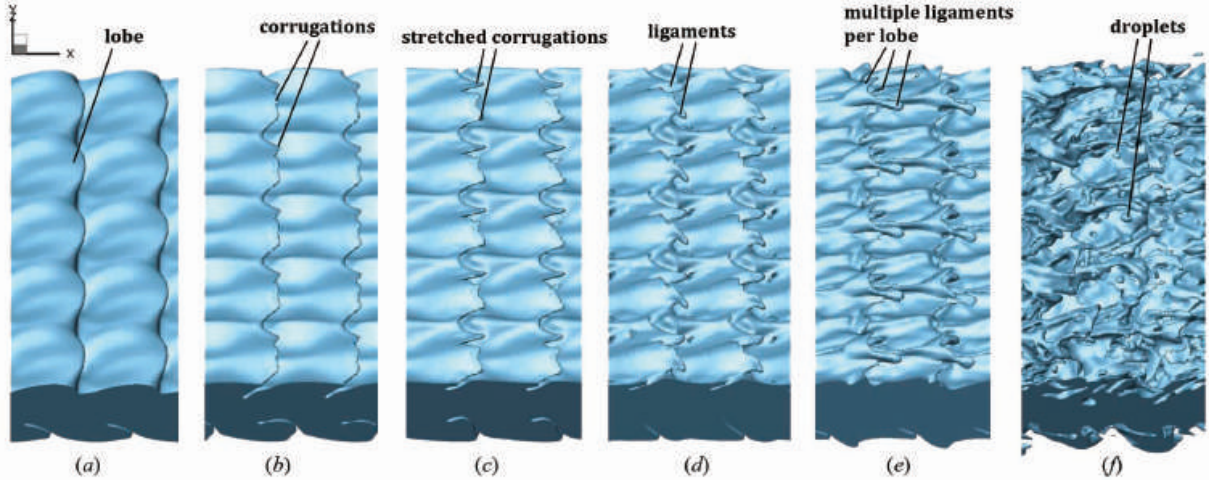 Y
Z
X
lobe
corrugations
stretched corrugations
ligaments
multiple ligaments
per lobe
droplets
(a)
(b)
(c)
(d)
(e)
(f)